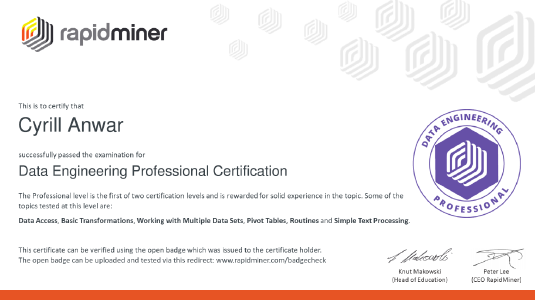 rapidminer
This is to certify that
Cyrill Anwar
successfully passed the examination for
Data Engineering Professional Certification
The Professional level is the first of two certification levels and is rewarded for solid experience in the topic. Some of the
topics tested at this level are:
Data Access, Basic Transformations, Working with Multiple Data Sets, Pivot Tables, Routines and Simple Text Processing.
DATA ENGINEERING
PROFESSIONAL
This certificate can be verified using the open badge which was issued to the certificate holder.
The open badge can be uploaded and tested via this redirect: www.rapidminer.com/badgecheck
Knut Makowski
(Head of Education)
Peter Lee
(CEO RapidMiner)